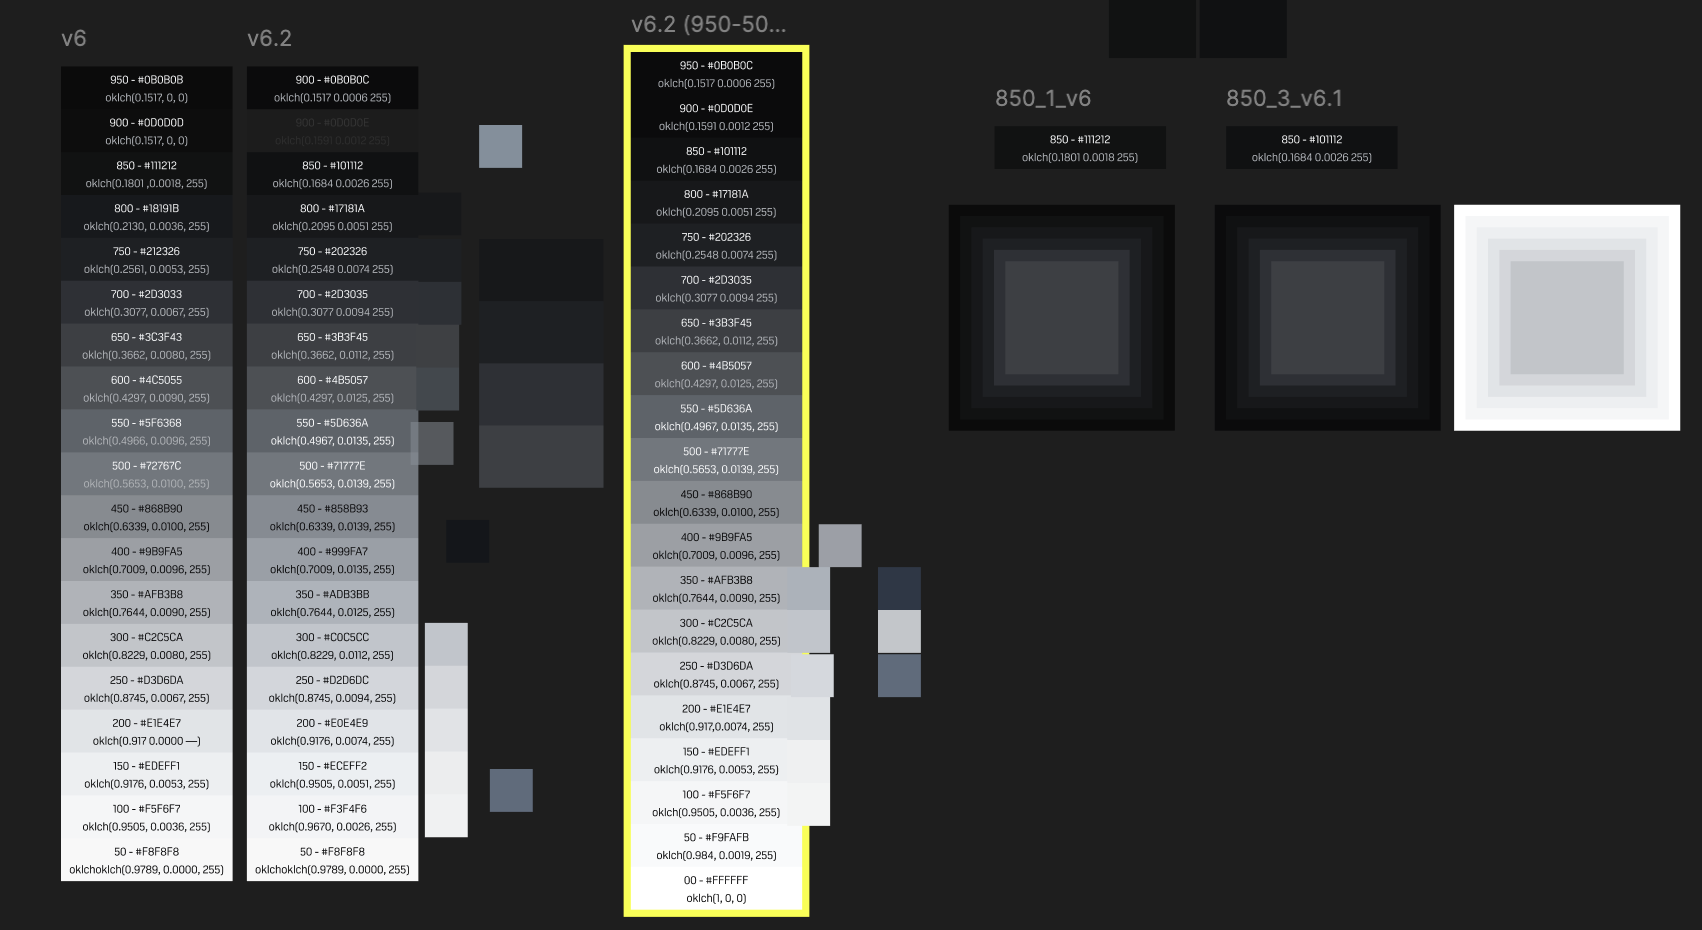 v6
950 - #0B0B0B
oklch(0.1517, 0, 0)
900 - #0D0D0D
oklch(0.1517, 0, 0)
850 - #111212
oklch(0.1801 ,0.0018, 255)
800 - #18191B
oklch(0.2130, 0.0036, 255)
750 - #212326
oklch(0.2561, 0.0053, 255)
700 - #2D3033
oklch(0.3077, 0.0067, 255)
650 - #3C3F43
oklch(0.3662, 0.0080, 255)
600 - #4C5055
oklch(0.4297, 0.0090, 255)
550 - #5F6368
oklch(0.4966, 0.0096, 255)
500 - #72767C
oklch(0.5653, 0.0100, 255)
450 - #868B90
oklch(0.6339, 0.0100, 255)
400 - #9B9FA5
oklch(0.7009, 0.0096, 255)
350 - #AFB3B8
oklch(0.7644, 0.0090, 255)
300 - #C2C5CA
oklch(0.8229, 0.0080, 255)
250 - #D3D6DA
oklch(0.8745, 0.0067, 255)
200 - #E1E4E7
oklch(0.917 0.0000 —)
150 - #EDEFF1
oklch(0.9176, 0.0053, 255)
100 - #F5F6F7
oklch(0.9505, 0.0036, 255)
50 - #F8F8F8
oklchoklch(0.9789, 0.0000, 255)
v6.2
900 - #0B0B0C
oklch(0.1517 0.0006 255)
900 - #0D0D0E
oklch(0.1591 0.0012 255)
850 - #101112
oklch(0.1684 0.0026 255)
800 - #17181A
oklch(0.2095 0.0051 255)
750 - #202326
oklch(0.2548 0.0074 255)
700 - #2D3035
oklch(0.3077 0.0094 255)
650 - #3B3F45
oklch(0.3662, 0.0112, 255)
600 - #4B5057
oklch(0.4297, 0.0125, 255)
550 - #5D636A
oklch(0.4967, 0.0135, 255)
500 - #71777E
oklch(0.5653, 0.0139, 255)
450 - #858B93
oklch(0.6339, 0.0139, 255)
400 - #999FA7
oklch(0.7009, 0.0135, 255)
350 - #ADB3BB
oklch(0.7644, 0.0125, 255)
300 - #C0C5CC
oklch(0.8229, 0.0112, 255)
250 - #D2D6DC
oklch(0.8745, 0.0094, 255)
200 - #E0E4E9
oklch(0.9176, 0.0074, 255)
150 - #ECEFF2
oklch(0.9505, 0.0051, 255)
100 - #F3F4F6
oklch(0.9670, 0.0026, 255)
50 - #F8F8F8
oklchoklch(0.9789, 0.0000, 255)
v6.2 (950-50...
950 - #0B0B0C
oklch(0.1517 0.0006 255)
900 - #0D0D0E
oklch(0.1591 0.0012 255)
850 - #101112
oklch(0.1684 0.0026 255)
800 - #17181A
oklch(0.2095 0.0051 255)
750 - #202326
oklch(0.2548 0.0074 255)
700 - #2D3035
oklch(0.3077 0.0094 255)
650 - #3B3F45
oklch(0.3662, 0.0112, 255)
600 - #4B5057
oklch(0.4297, 0.0125, 255)
550 - #5D636A
oklch(0.4967, 0.0135, 255)
500 - #71777E
oklch(0.5653, 0.0139, 255)
450 - #868B90
oklch(0.6339, 0.0100, 255)
400 - #9B9FA5
oklch(0.7009, 0.0096, 255)
350 - #AFB3B8
oklch(0.7644, 0.0090, 255)
300 - #C2C5CA
oklch(0.8229, 0.0080, 255)
250 - #D3D6DA
oklch(0.8745, 0.0067, 255)
200 - #E1E4E7
oklch(0.917,0.0074, 255)
150 - #EDEFF1
oklch(0.9176, 0.0053, 255)
100 - #F5F6F7
oklch(0.9505, 0.0036, 255)
50 - #F9FAFB
oklch(0.984, 0.0019, 255)
00 - #FFFFFF
oklch(1, 0, 0)
850_1_v6
850 - #111212
oklch(0.1801 0.0018 255)
850_3_v6.1
850 - #101112
oklch(0.1684 0.0026 255)